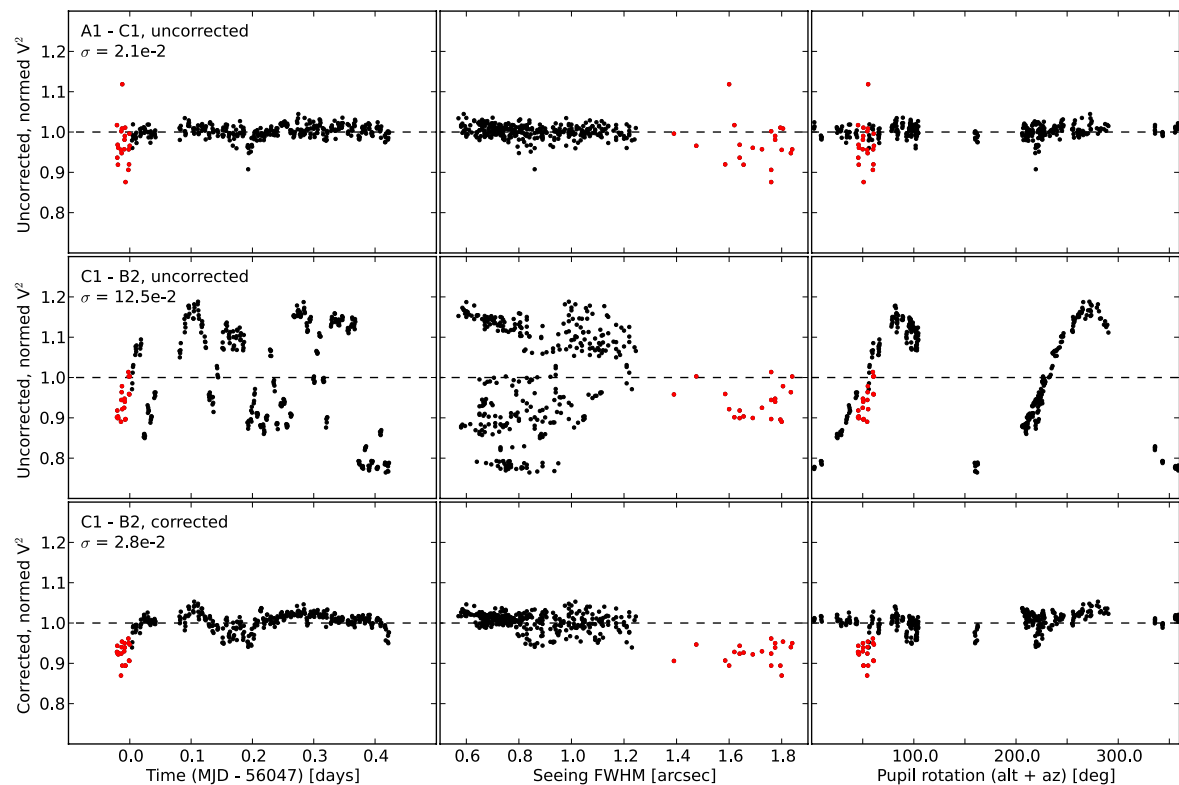 A1 - C1, uncorrected
σ = 2.1e-2
Uncorrected, normed V²
1.2
1.1
1.0
0.9
0.8
C1 - B2, uncorrected
σ = 12.5e-2
Uncorrected, normed V²
1.2
1.1
1.0
0.9
0.8
C1 - B2, corrected
σ = 2.8e-2
Corrected, normed V²
1.2
1.1
1.0
0.9
0.8
0.0 0.1 0.2 0.3 0.4
Time (MJD - 56047) [days]
0.6 0.8 1.0 1.2 1.4 1.6 1.8
Seeing FWHM [arcsec]
100.0 200.0 300.0
Pupil rotation (alt + az) [deg]